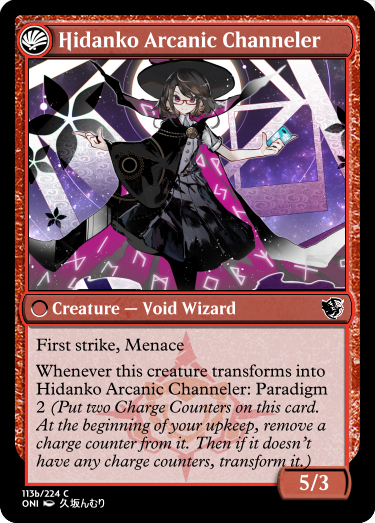 Hidanko Arcanic Channeler
Creature — Void Wizard
First strike, Menace
Whenever this creature transforms into
Hidanko Arcanic Channeler: Paradigm
2 (Put two Charge Counters on this card.
At the beginning of your upkeep, remove a
charge counter from it. Then if it doesn't
have any charge counters, transform it.)
5/3
113b/224 C
ONI 久坂んむり